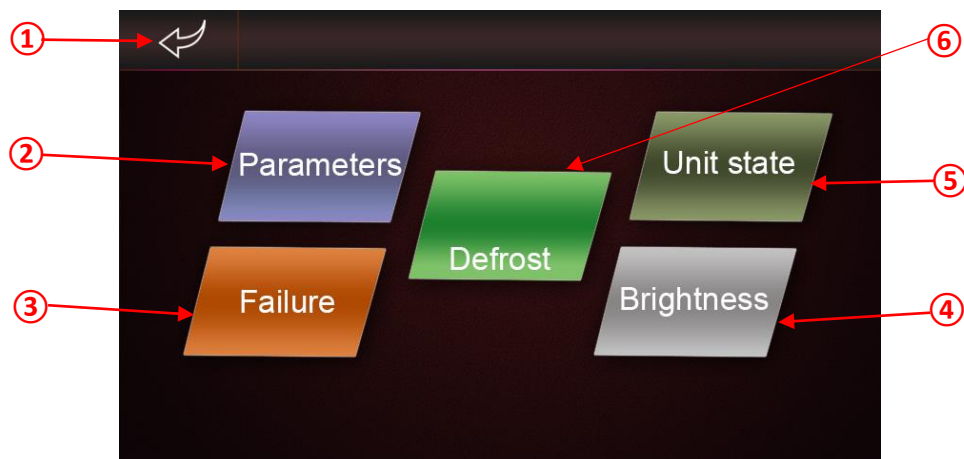 ①
⑥
②
Parameters
Unit state
⑤
Defrost
③
Failure
Brightness
④